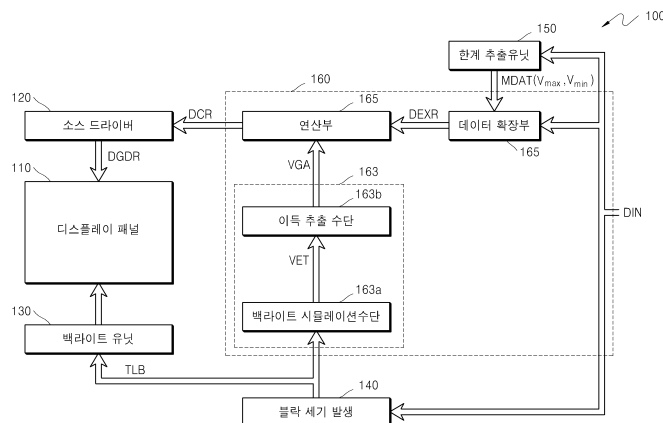 100
150
한계 추출유닛
MDAT(Vmax,Vmin)
160
120
소스 드라이버
DCR
165
연산부
DEXR
데이터 확장부
165
DGDR
VGA
163
110
디스플레이 패널
163b
이득 추출 수단
DIN
VET
163a
백라이트 시뮬레이션수단
130
백라이트 유닛
TLB
140
블락 세기 발생